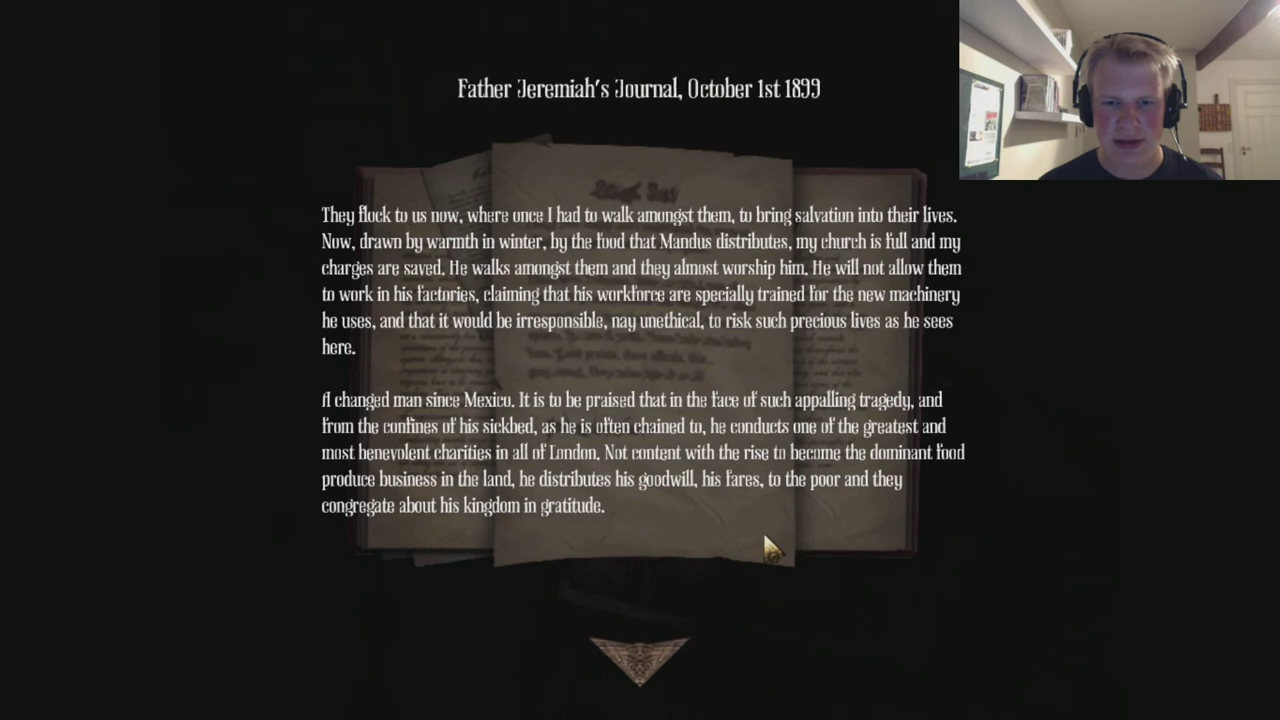 Father Jeremiah's Journal, October 1st 1899
They flock to us now, where once I had to walk amongst them, to bring salvation into their lives.
Now, drawn by warmth in winter, by the food that Mandus distributes, my church is full and my
charges are saved. He walks amongst them and they almost worship him. He will not allow them
to work in his factories, claiming that his workforce are specially trained for the new machinery
he uses, and that it would be irresponsible, nay unethical, to risk such precious lives as he sees
here.
A changed man since Mexico. It is to be praised that in the face of such appalling tragedy, and
from the confines of his sickbed, as he is often chained to, he conducts one of the greatest and
most benevolent charities in all of London. Not content with the rise to become the dominant food
produce business in the land, he distributes his goodwill, his fares, to the poor and they
congregate about his kingdom in gratitude.